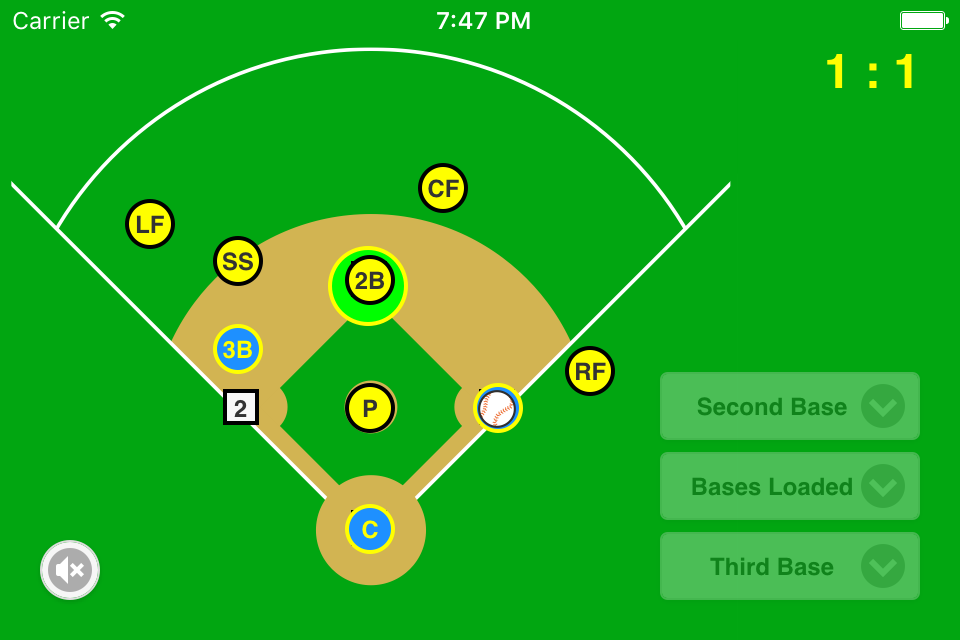 Carrier 7:47 PM
1 : 1
CF
LF
SS
2B
3B
RF
2 P
Second Base
Bases Loaded
C
Third Base